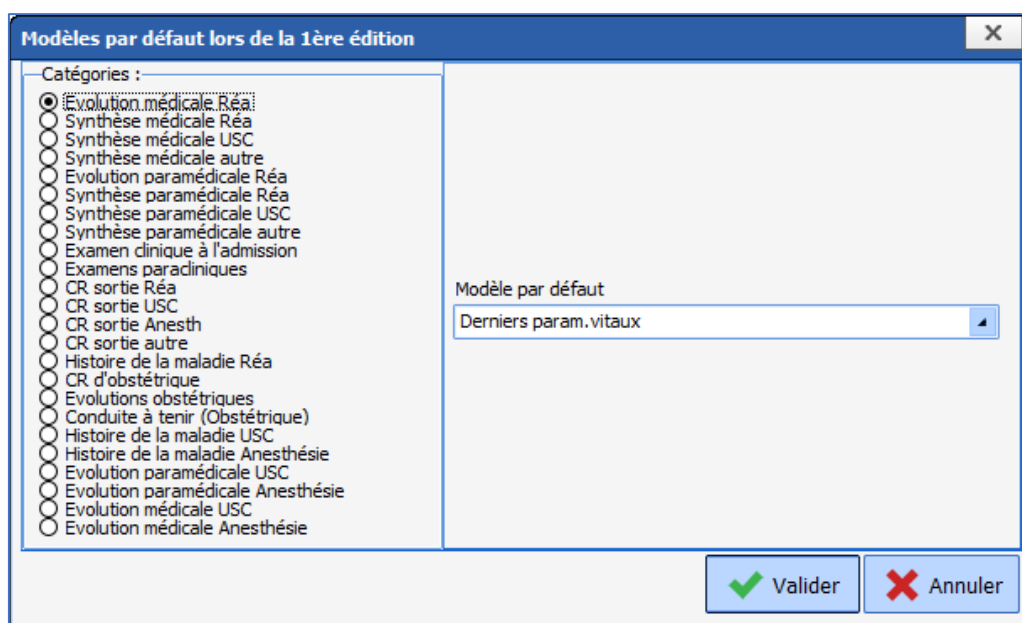 Modèles par défaut lors de la 1ère édition
Catégories :
Evolution médicale Réa
Synthèse médicale Réa
Synthèse médicale USC
Synthèse médicale autre
Evolution paramédicale Réa
Synthèse paramédicale Réa
Synthèse paramédicale USC
Synthèse paramédicale autre
Examen clinique à l'admission
Examens paracliniques
CR sortie Réa
CR sortie USC
CR sortie Anesth
CR sortie autre
Histoire de la maladie Réa
CR d'obstétrique
Evolutions obstétriques
Conduite à tenir (Obstétrique)
Histoire de la maladie USC
Histoire de la maladie Anesthésie
Evolution paramédicale USC
Evolution paramédicale Anesthésie
Evolution médicale USC
Evolution médicale Anesthésie
Modèle par défaut
Derniers param.vitaux
Valider
Annuler